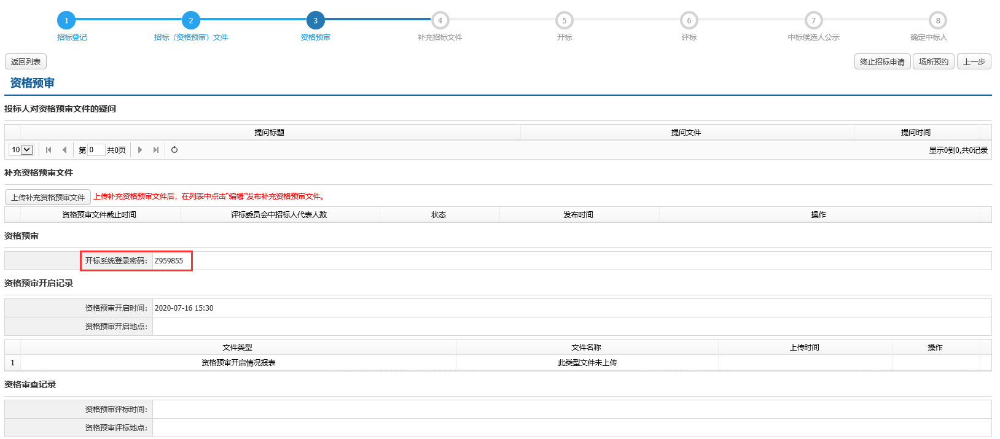 1 2 3 4 5 6 7 8
招标登记 招标（资格预审）文件 资格预审 补充招标文件 开标 评标 中标候选人公示 确定中标人
返回列表 终止招标申请 场所预约 上一步
资格预审
投标人对资格预审文件的疑问
提问标题 提问文件 提问时间
10 第 0 共0页 显示0到0,共0记录
补充资格预审文件
上传补充资格预审文件 上传补充资格预审文件后，在列表中点击“编辑”发布补充资格预审文件。
资格预审文件截止时间 评标委员会中招标人代表人数 状态 发布时间 操作
资格预审
开标系统登录密码： Z959855
资格预审开启记录
资格预审开启时间： 2020-07-16 15:30
资格预审开启地点：
文件类型 文件名称 上传时间 操作
1 资格预审开启情况报表 此类型文件未上传
资格审查记录
资格预审评标时间：
资格预审评标地点：